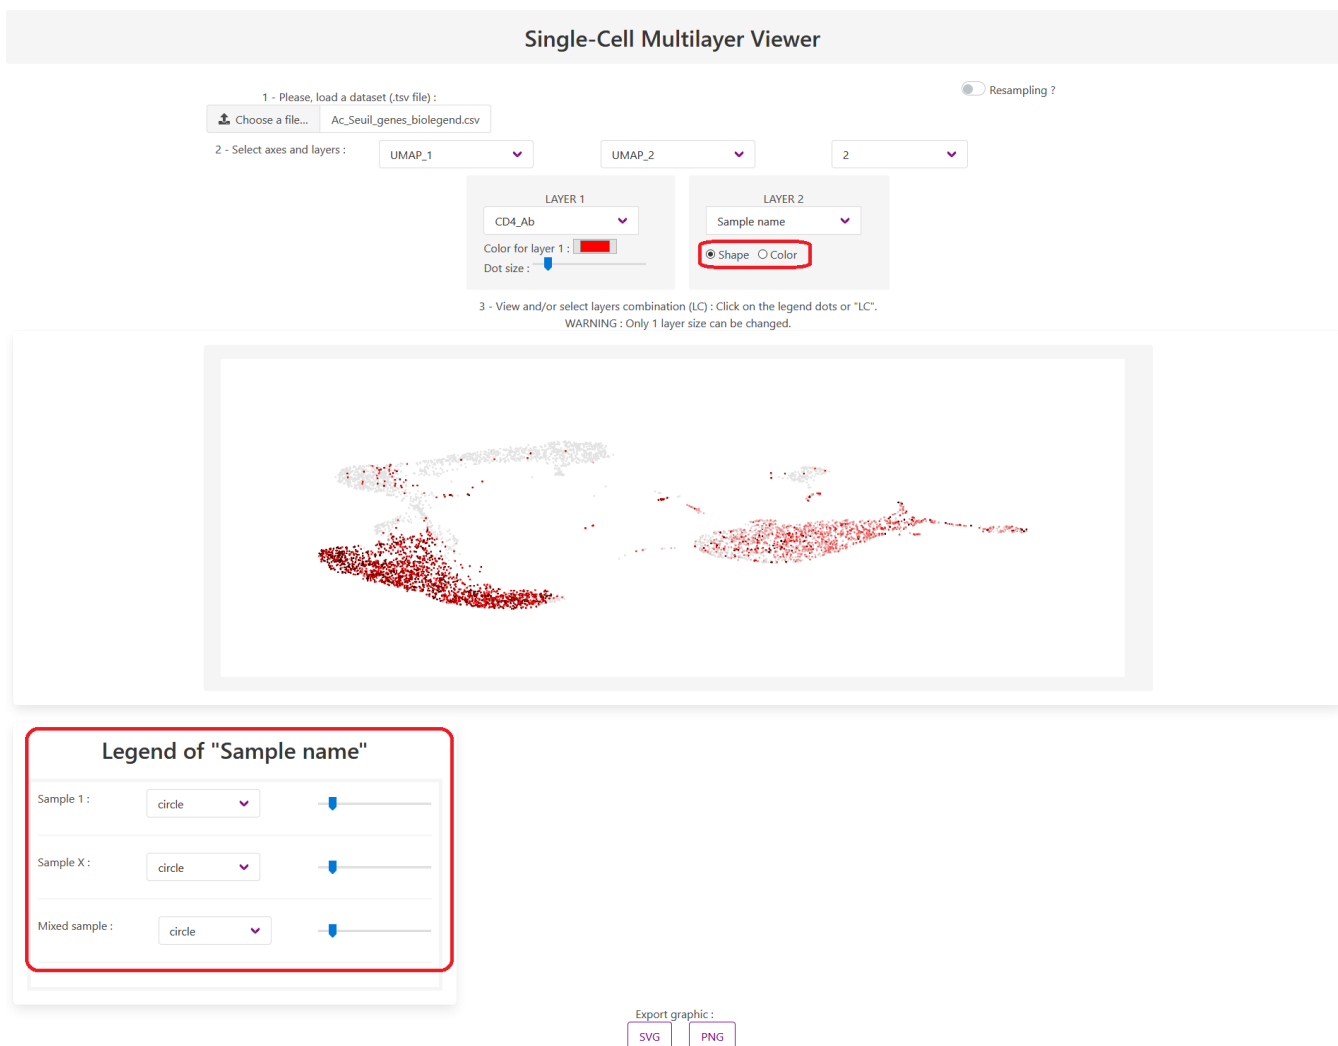 Single-Cell Multilayer Viewer
1 - Please, load a dataset (.tsv file) :
Resampling ?
Choose a file...
Ac_Seuil_genes_biolegend.csv
2 - Select axes and layers :
UMAP_1
UMAP_2
2
LAYER 1
CD4_Ab
Color for layer 1 :
Dot size :
LAYER 2
Sample name
Shape
Color
3 - View and/or select layers combination (LC) : Click on the legend dots or "LC".
WARNING : Only 1 layer size can be changed.
Legend of "Sample name"
Sample 1 :
circle
Sample X :
circle
Mixed sample :
circle
Export graphic :
SVG
PNG